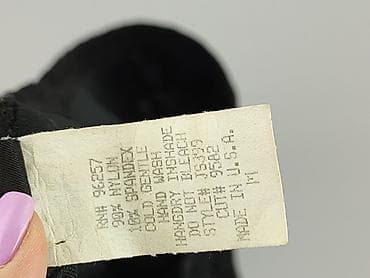 RN# 96257
90% NYLON
10% SPANDEX
COLD GENTLE
HAND WASH
HANGDRY INSHADE
DO NOT BLEACH
STYLE# JS399
CUT# 9582
MADE IN U.S.A.
M